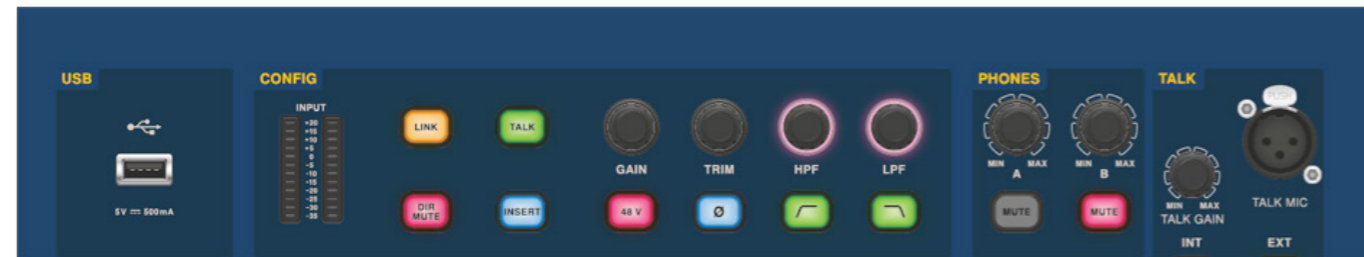 USB
5V ⎓ 500mA
CONFIG
INPUT
+20
+15
+10
+5
0
-5
-10
-15
-20
-25
-30
-35
LINK
TALK
DIR
MUTE
INSERT
GAIN
TRIM
HPF
LPF
48 V
Ø
PHONES
MIN MAX
A
MIN MAX
B
MUTE
MUTE
TALK
PUSH
MIN MAX
TALK GAIN
TALK MIC
INT
EXT